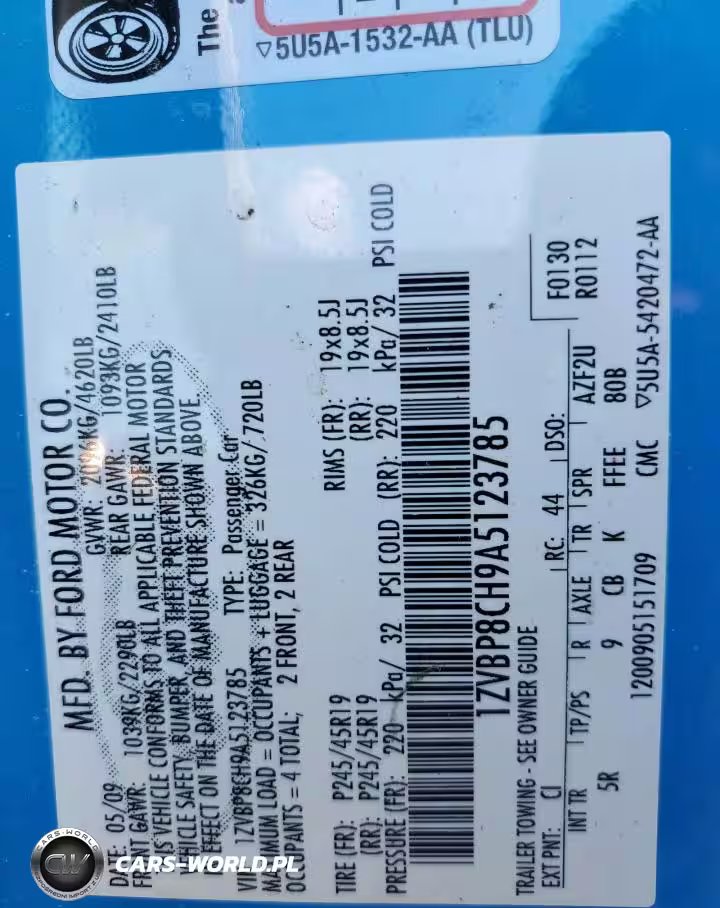 The
▽5U5A-1532-AA (TLU)
MFD. BY FORD MOTOR CO.
DATE: 05/09 GVWR: 2096KG/4620LB
FRONT GAWR: 1039KG/2290LB REAR GAWR: 1093KG/2410LB
THIS VEHICLE CONFORMS TO ALL APPLICABLE FEDERAL MOTOR
VEHICLE SAFETY, BUMPER, AND THEFT PREVENTION STANDARDS
EFFECT ON THE DATE OF MANUFACTURE SHOWN ABOVE.
VIN: 1ZVBP8CH9A5123785 TYPE: Passenger Car
MAXIMUM LOAD = OCCUPANTS + LUGGAGE = 326KG/ 720LB
OCCUPANTS = 4 TOTAL; 2 FRONT, 2 REAR
TIRE (FR): P245/45R19 RIMS (FR): 19x8.5J
(RR): P245/45R19 (RR): 19x8.5J
PRESSURE (FR): 220 kPa/ 32 PSI COLD (RR): 220 kPa/ 32 PSI COLD
1ZVBP8CH9A5123785
TRAILER TOWING - SEE OWNER GUIDE F0130
EXT PNT: CI RC: 44 DSO: R0112
INT TR TP/PS R AXLE TR SPR AZF2U
5R 9 CB K FFEE 80B
1200905151709 CMC ▽5U5A-5420472-AA
CARS-WORLD
CW
CARS-WORLD.PL